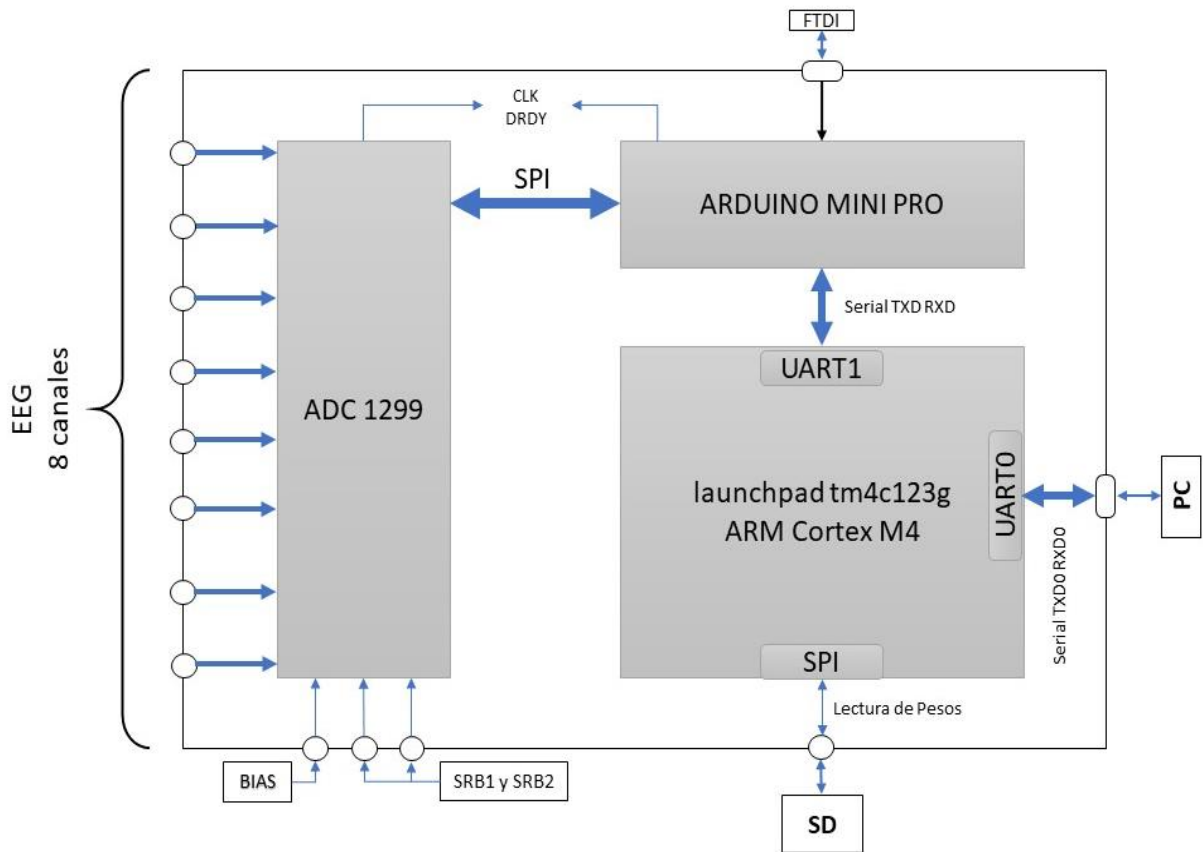 FTDI
CLK
DRDY
SPI
ARDUINO MINI PRO
Serial TXD RXD
EEG
8 canales
ADC 1299
UART1
launchpad tm4c123g
ARM Cortex M4
UART0
Serial TXD0 RXD0
PC
SPI
Lectura de Pesos
BIAS
SRB1 y SRB2
SD